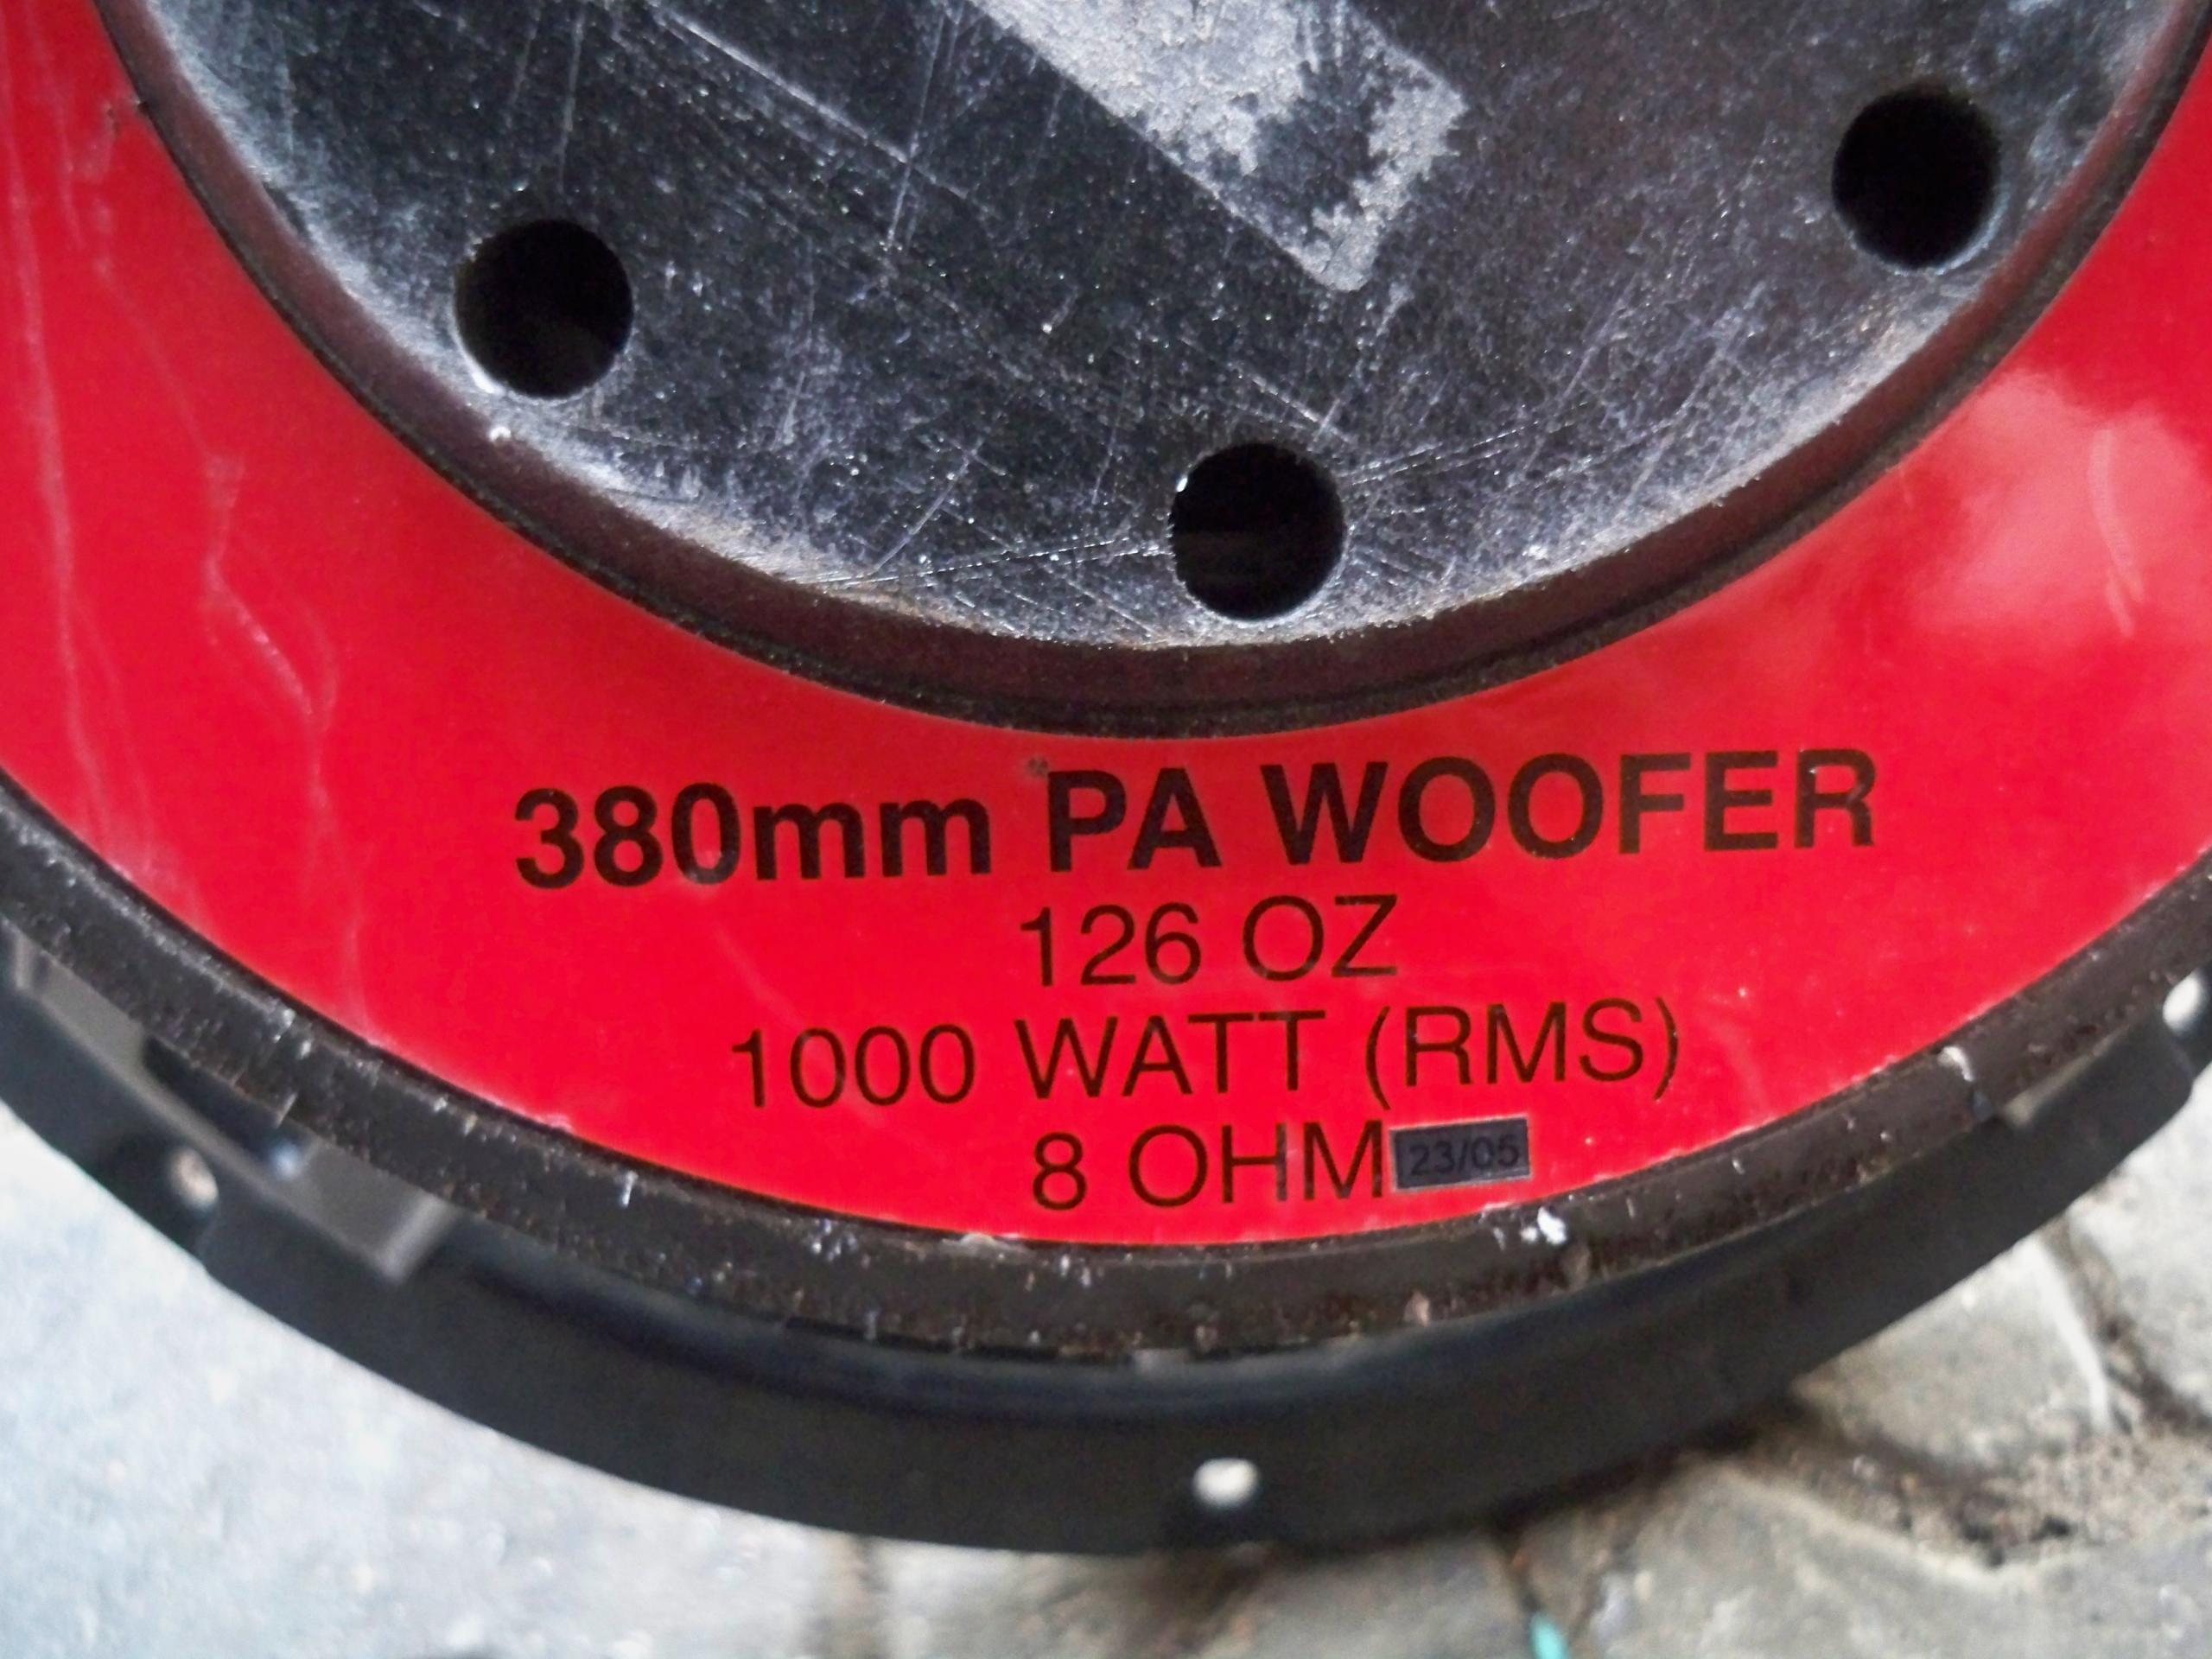 380mm PA WOOFER
126 OZ
1000 WATT (RMS)
8 OHM 23/05